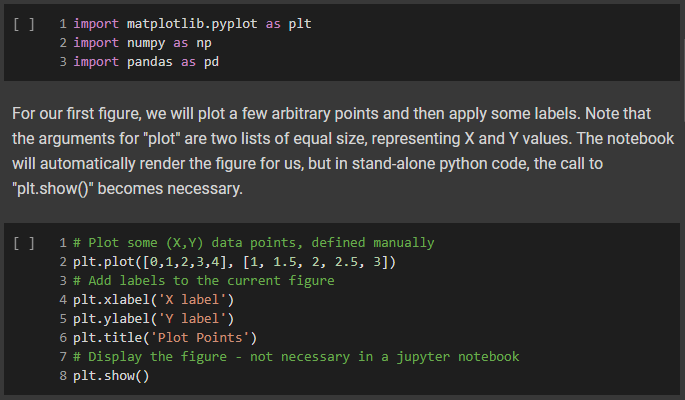 [ ] 1 import matplotlib.pyplot as plt
2 import numpy as np
3 import pandas as pd
For our first figure, we will plot a few arbitrary points and then apply some labels. Note that
the arguments for "plot" are two lists of equal size, representing X and Y values. The notebook
will automatically render the figure for us, but in stand-alone python code, the call to
"plt.show()" becomes necessary.
[ ] 1 # Plot some (X,Y) data points, defined manually
2 plt.plot([0,1,2,3,4], [1, 1.5, 2, 2.5, 3])
3 # Add labels to the current figure
4 plt.xlabel('X label')
5 plt.ylabel('Y label')
6 plt.title('Plot Points')
7 # Display the figure - not necessary in a jupyter notebook
8 plt.show()